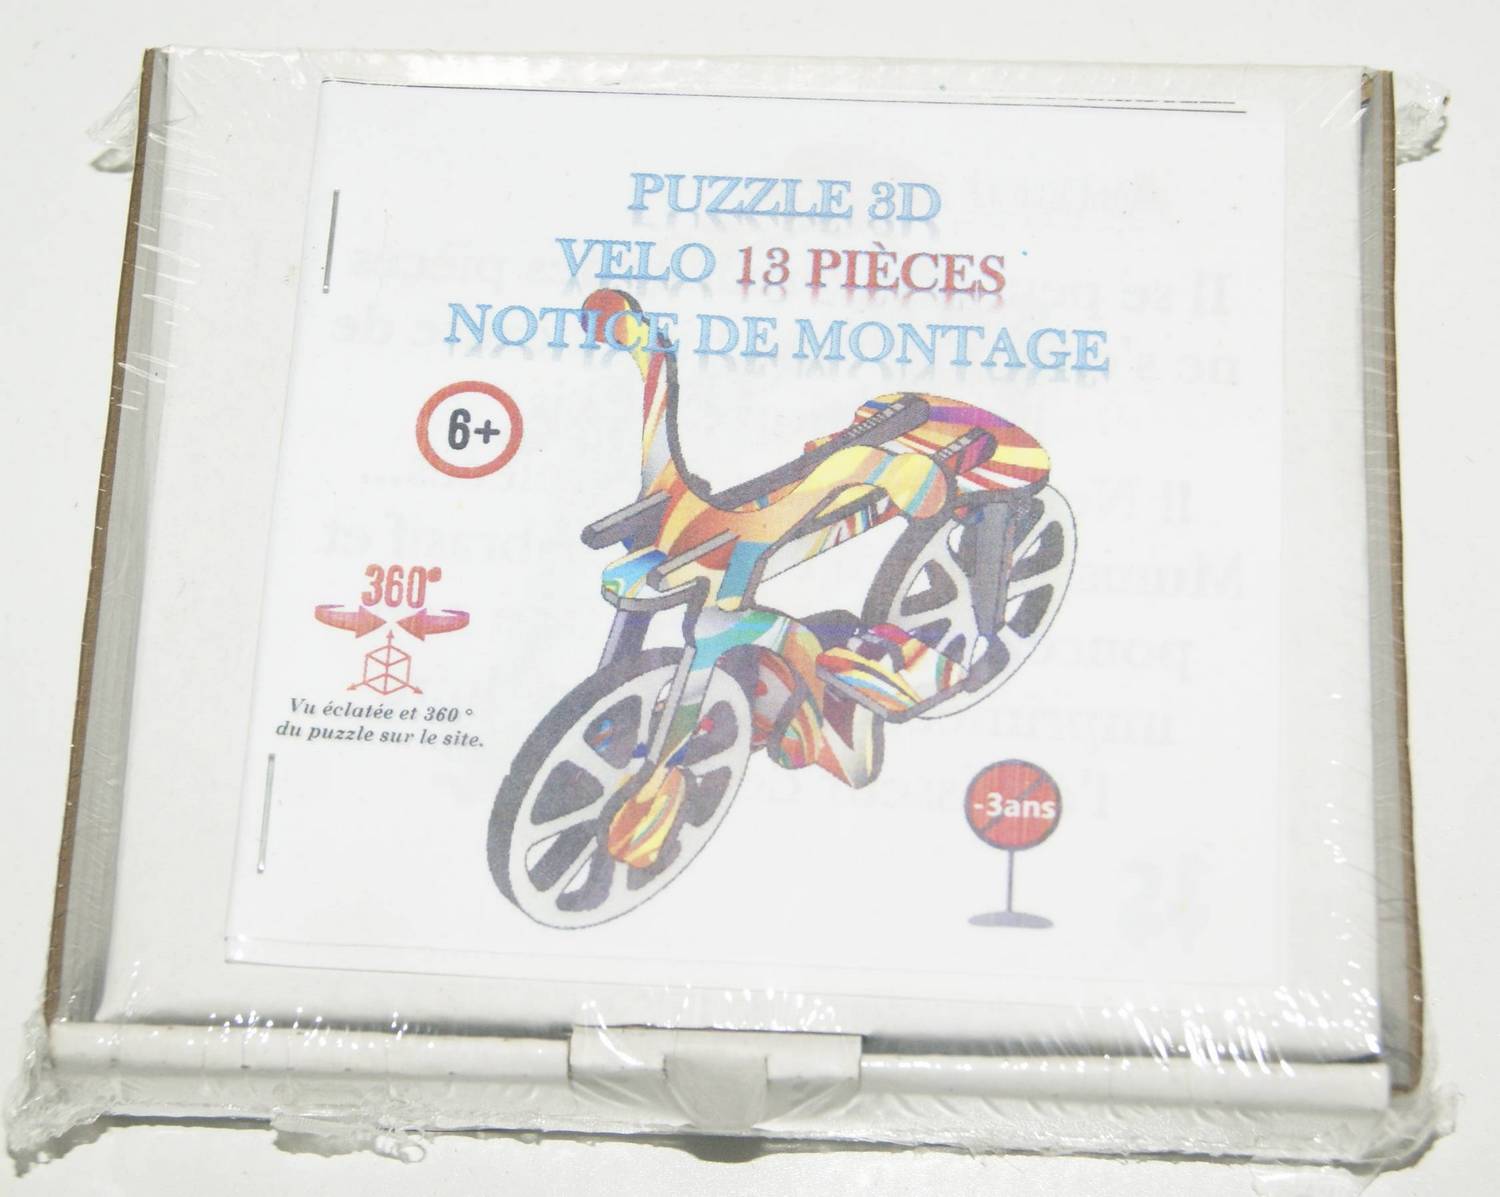 PUZZLE 3D
VELO 13 PIÈCES
NOTICE DE MONTAGE
6+
360°
Vu éclatée et 360 °
du puzzle sur le site.
-3ans